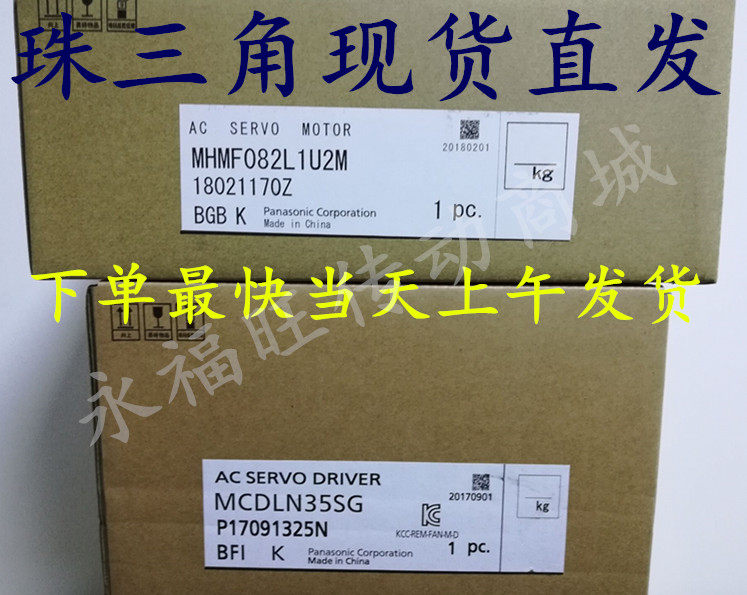 珠三角现货直发
AC SERVO MOTOR
20180201
MHMF082L1U2M
18021170Z
BGB K
Panasonic Corporation
Made in China
1 pc.
kg
下单最快当天上午发货
永福旺传动商城
AC SERVO DRIVER
20170901
MCDLN35SG
P17091325N
KCC-REM-FAN-M-D
BFI K
Panasonic Corporation
Made in China
1 pc.
kg